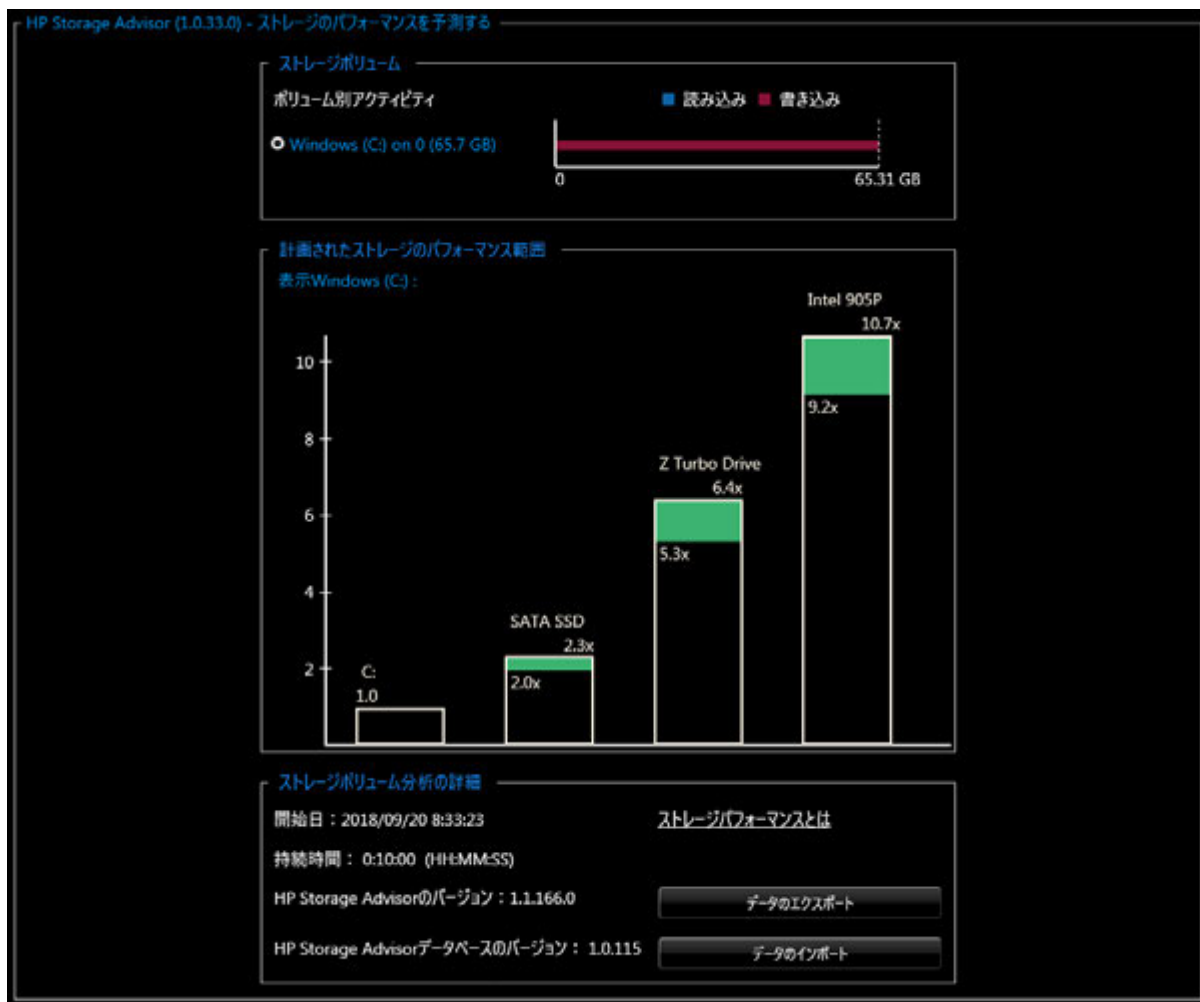 HP Storage Advisor (1.0.33.0) - ストレージのパフォーマンスを予測する
ストレージボリューム
ボリューム別アクティビティ
読み込み 書き込み
Windows (C:) on 0 (65.7 GB)
0 65.31 GB
計画されたストレージのパフォーマンス範囲
表示Windows (C:) :
Intel 905P
10.7x
10
9.2x
8
Z Turbo Drive
6.4x
6
5.3x
4
SATA SSD
2.3x
2
C:
2.0x
1.0
ストレージボリューム分析の詳細
開始日：2018/09/20 8:33:23 ストレージパフォーマンスとは
持続時間： 0:10:00 (HH:MM:SS)
HP Storage Advisorのバージョン：1.1.166.0 データのエクスポート
HP Storage Advisorデータベースのバージョン： 1.0.115 データのインポート